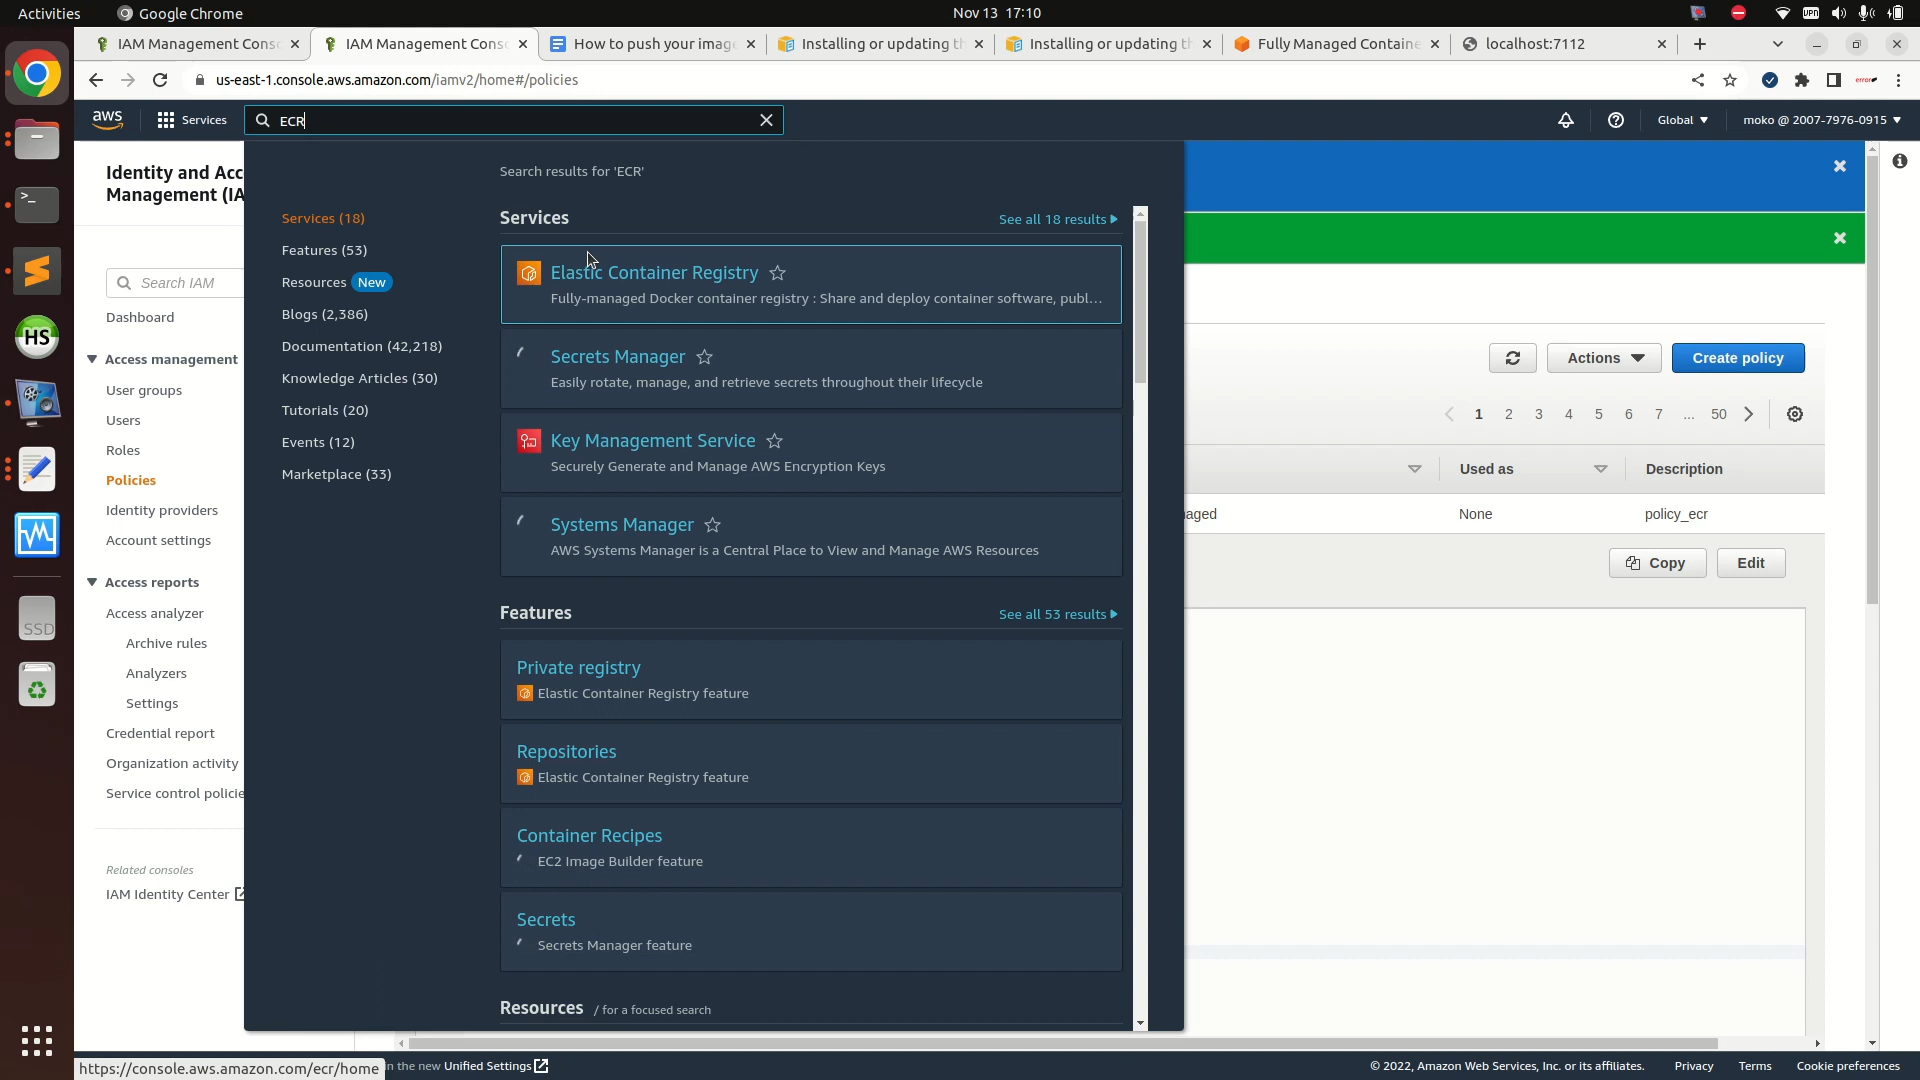 Activities
Google Chrome
Nov 13 17:10
VPN
IAM Management Conso
IAM Management Conso
How to push your image
Installing or updating th
Installing or updating th
Fully Managed Containe
localhost:7112
us-east-1.console.aws.amazon.com/iamv2/home#/policies
error
aws
Services
ECR
Global
moko @ 2007-7976-0915
Identity and Acc
Management (IA
Search IAM
Dashboard
Access management
User groups
Users
Roles
Policies
Identity providers
Account settings
Access reports
Access analyzer
Archive rules
Analyzers
Settings
Credential report
Organization activity
Service control policie
Related consoles
IAM Identity Center
Search results for 'ECR'
Services (18)
Features (53)
Resources New
Blogs (2,386)
Documentation (42,218)
Knowledge Articles (30)
Tutorials (20)
Events (12)
Marketplace (33)
Services
See all 18 results
Elastic Container Registry
Fully-managed Docker container registry : Share and deploy container software, publ...
Secrets Manager
Easily rotate, manage, and retrieve secrets throughout their lifecycle
Key Management Service
Securely Generate and Manage AWS Encryption Keys
Systems Manager
AWS Systems Manager is a Central Place to View and Manage AWS Resources
Features
See all 53 results
Private registry
Elastic Container Registry feature
Repositories
Elastic Container Registry feature
Container Recipes
EC2 Image Builder feature
Secrets
Secrets Manager feature
Resources / for a focused search
Actions
Create policy
1 2 3 4 5 6 7 ... 50
Used as
Description
naged
None
policy_ecr
Copy
Edit
HS
SSD
https://console.aws.amazon.com/ecr/home
in the new Unified Settings
© 2022, Amazon Web Services, Inc. or its affiliates.
Privacy
Terms
Cookie preferences